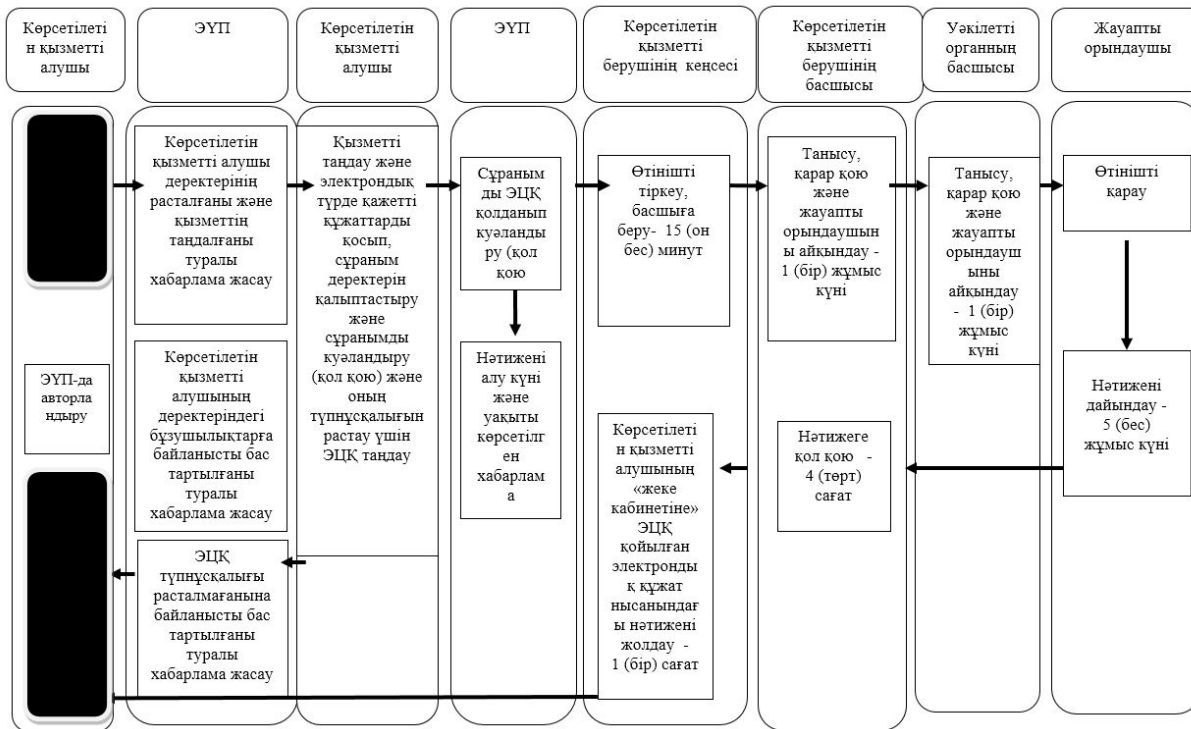 Көрсетілеті
н қызметті
алушы
ЭҮП
Көрсетілетін
қызметті
алушы
ЭҮП
Көрсетілетін
қызметті
берушінің кеңсесі
Көрсетілетін
қызметті
берушінің
басшысы
Уәкілетті
органның
басшысы
Жауапты
орындаушы
ЭҮП-да
авторла
ндыру
Көрсетілетін
қызметті алушы
деректерінің
расталғаны және
қызметтің
таңдалғаны
туралы
хабарлама жасау
Көрсетілетін
қызметті
алушының
деректеріндегі
бұзушылықтарға
байланысты бас
тартылғаны
туралы
хабарлама жасау
ЭЦҚ
түпнұсқалығы
расталмағанына
байланысты бас
тартылғаны
туралы
хабарлама жасау
Қызметті
таңдау және
электрондық
түрде қажетті
құжаттарды
қосып,
сұраным
деректерін
қалыптастыру
және
сұранымды
куәландыру
(қол қою) және
оның
түпнұсқалығын
растау үшін
ЭЦҚ таңдау
Сұраным
ды ЭЦҚ
қолданып
куәланды
ру (қол
қою)
Нәтижені
алу күні
және
уақыты
көрсетілг
ен
хабарлам
а
Өтінішті
тіркеу,
басшыға
беру- 15 (он
бес) минут
Көрсетілеті
н қызметті
алушының
«жеке
кабинетіне»
ЭЦҚ
қойылған
электронды
қ құжат
нысанындағ
ы нәтижені
жолдау -
1 (бір) сағат
Танысу,
қарар қою
және
жауапты
орындаушын
ы айқындау -
1 (бір) жұмыс
күні
Нәтижеге
қол қою -
4 (төрт)
сағат
Танысу,
қарар қою
және
жауапты
орындауш
ыны
айқындау
- 1 (бір)
жұмыс
күні
Өтінішті
қарау
Нәтижені
дайындау -
5 (бес)
жұмыс күні